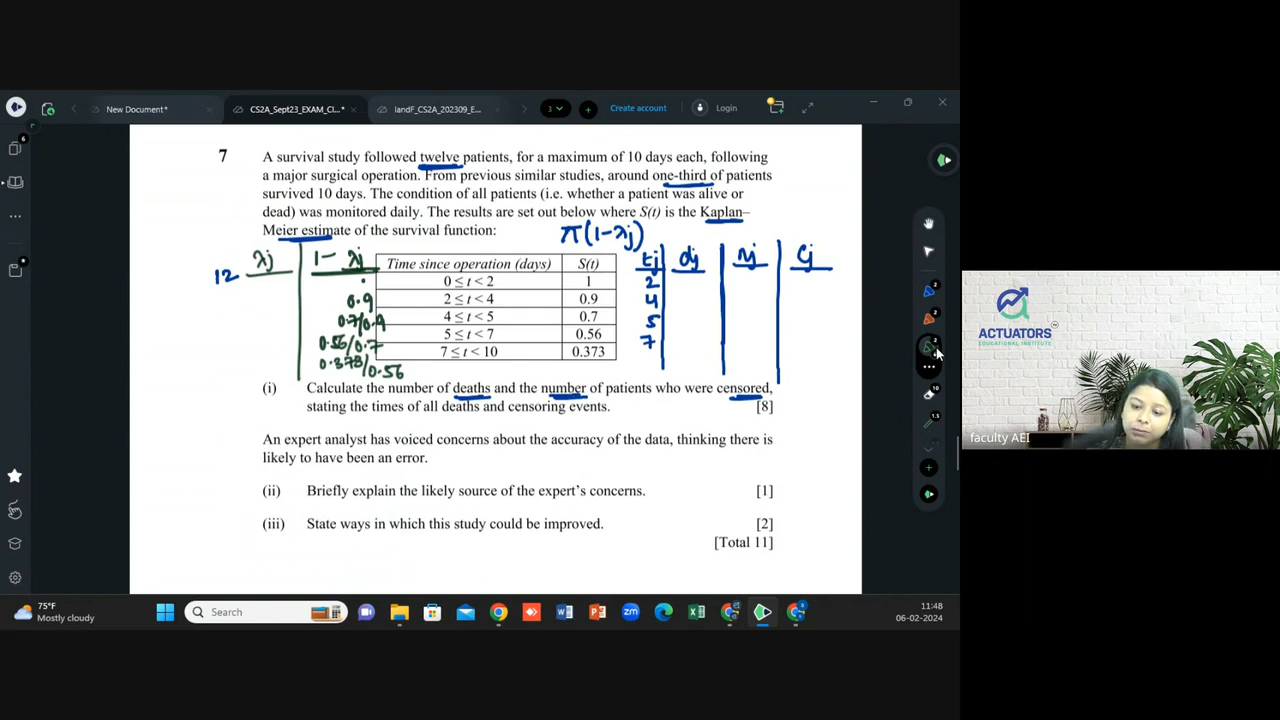 New Document*
CS2A_Sept23_EXAM_Cl...*
IandF_CS2A_202309_E...
3
Create account
Login
7 A survival study followed twelve patients, for a maximum of 10 days each, following
a major surgical operation. From previous similar studies, around one-third of patients
survived 10 days. The condition of all patients (i.e. whether a patient was alive or
dead) was monitored daily. The results are set out below where S(t) is the Kaplan–
Meier estimate of the survival function:
π(1-λj)
λj 1-λj
12
Time since operation (days) S(t)
0 ≤ t < 2 1
2 ≤ t < 4 0.9
4 ≤ t < 5 0.7
5 ≤ t < 7 0.56
7 ≤ t < 10 0.373
0.9
0.7/0.9
0.56/0.7
0.373/0.56
tj dj nj cj
2
4
5
7
(i) Calculate the number of deaths and the number of patients who were censored,
stating the times of all deaths and censoring events. [8]
An expert analyst has voiced concerns about the accuracy of the data, thinking there is
likely to have been an error.
(ii) Briefly explain the likely source of the expert's concerns. [1]
(iii) State ways in which this study could be improved. [2]
[Total 11]
ACTUATORS
EDUCATIONAL INSTITUTE
faculty AEI
75°F
Mostly cloudy
Search
11:48
06-02-2024